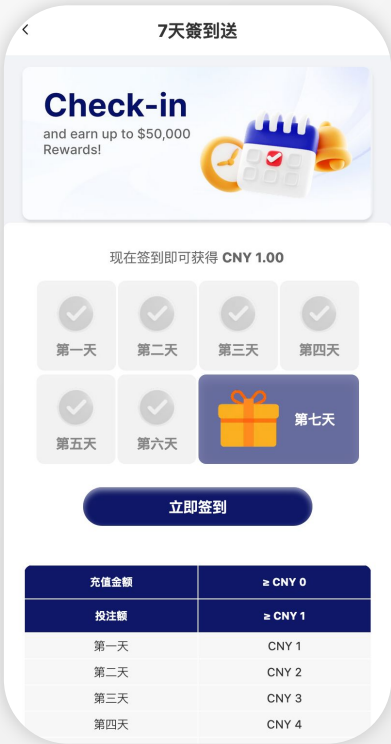 7天簽到送
Check-in
and earn up to $50,000
Rewards!
现在签到即可获得 CNY 1.00
第一天 第二天 第三天 第四天
第五天 第六天 第七天
立即签到
充值金额 ≥ CNY 0
投注额 ≥ CNY 1
第一天 CNY 1
第二天 CNY 2
第三天 CNY 3
第四天 CNY 4